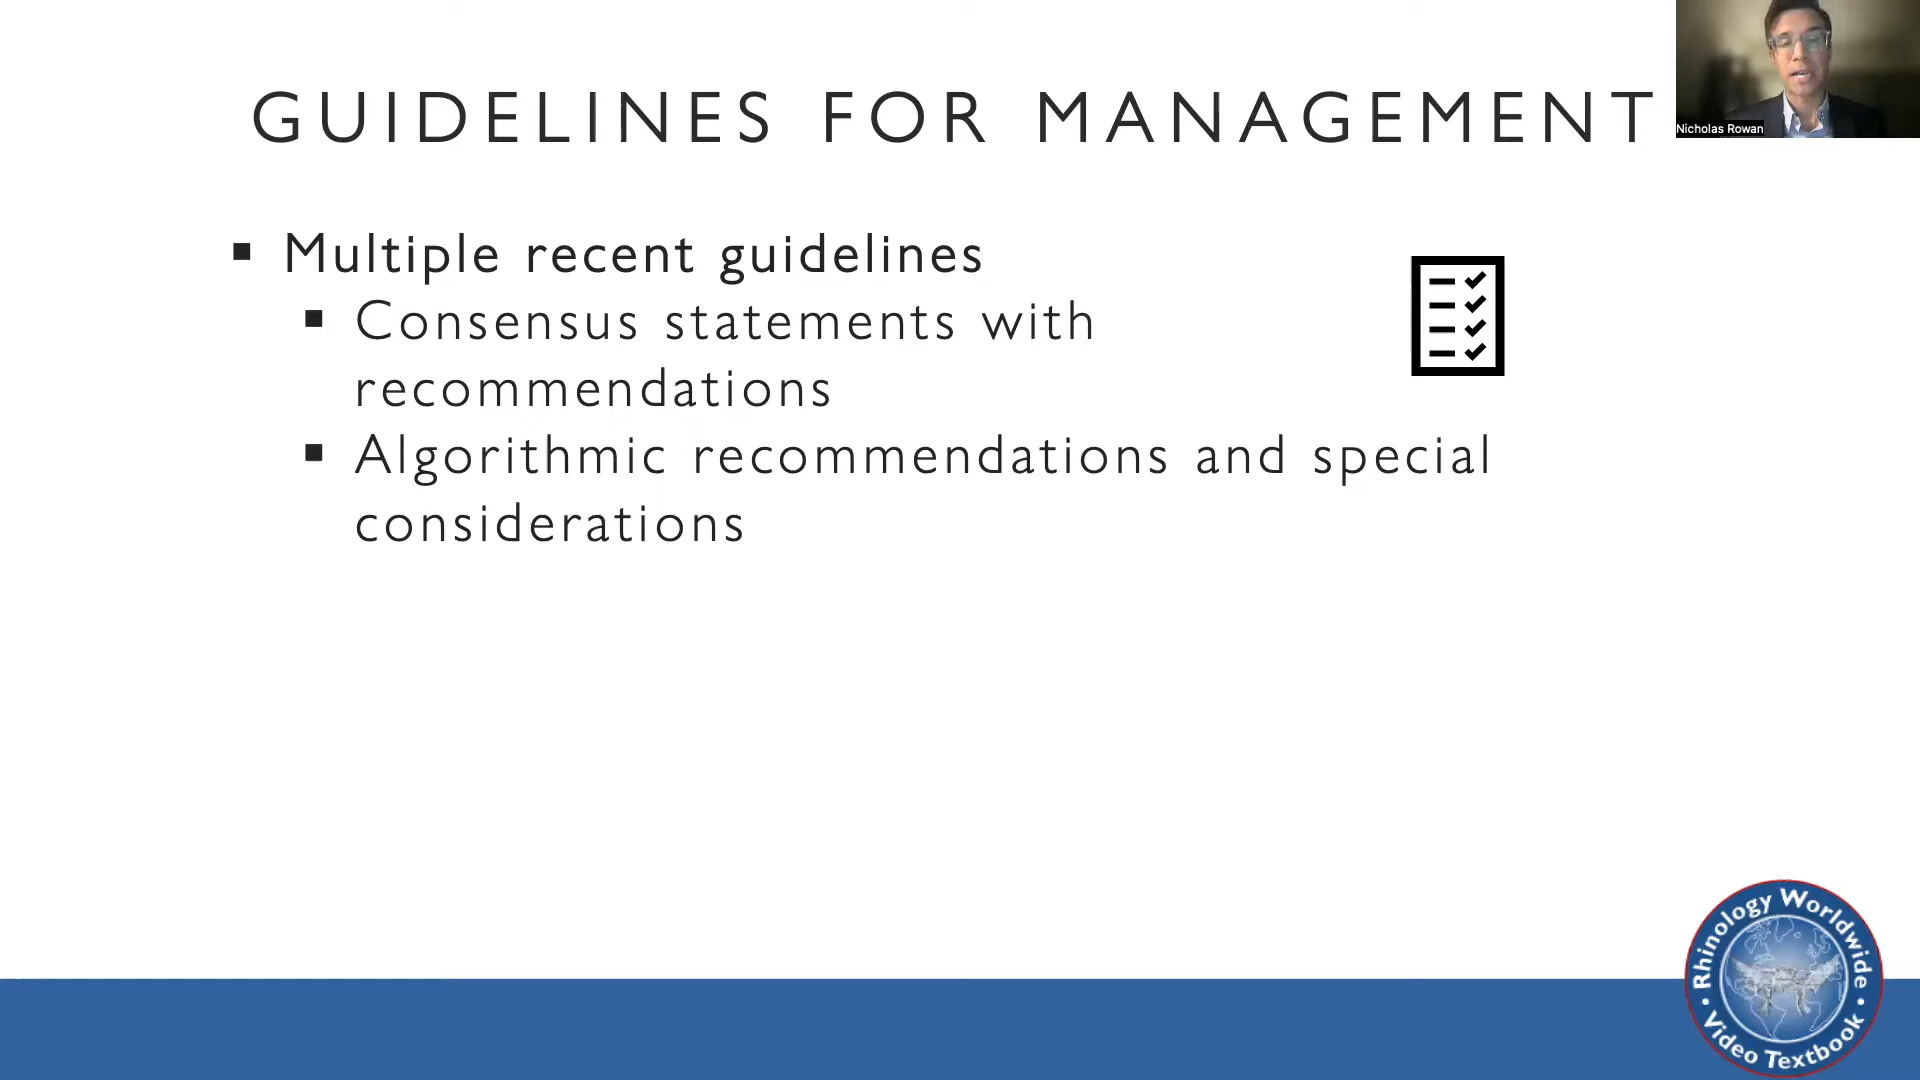 GUIDELINES FOR MANAGEMENT
Nicholas Rowan
▪ Multiple recent guidelines
▪ Consensus statements with
recommendations
▪ Algorithmic recommendations and special
considerations
Rhinology Worldwide
• Video Textbook •